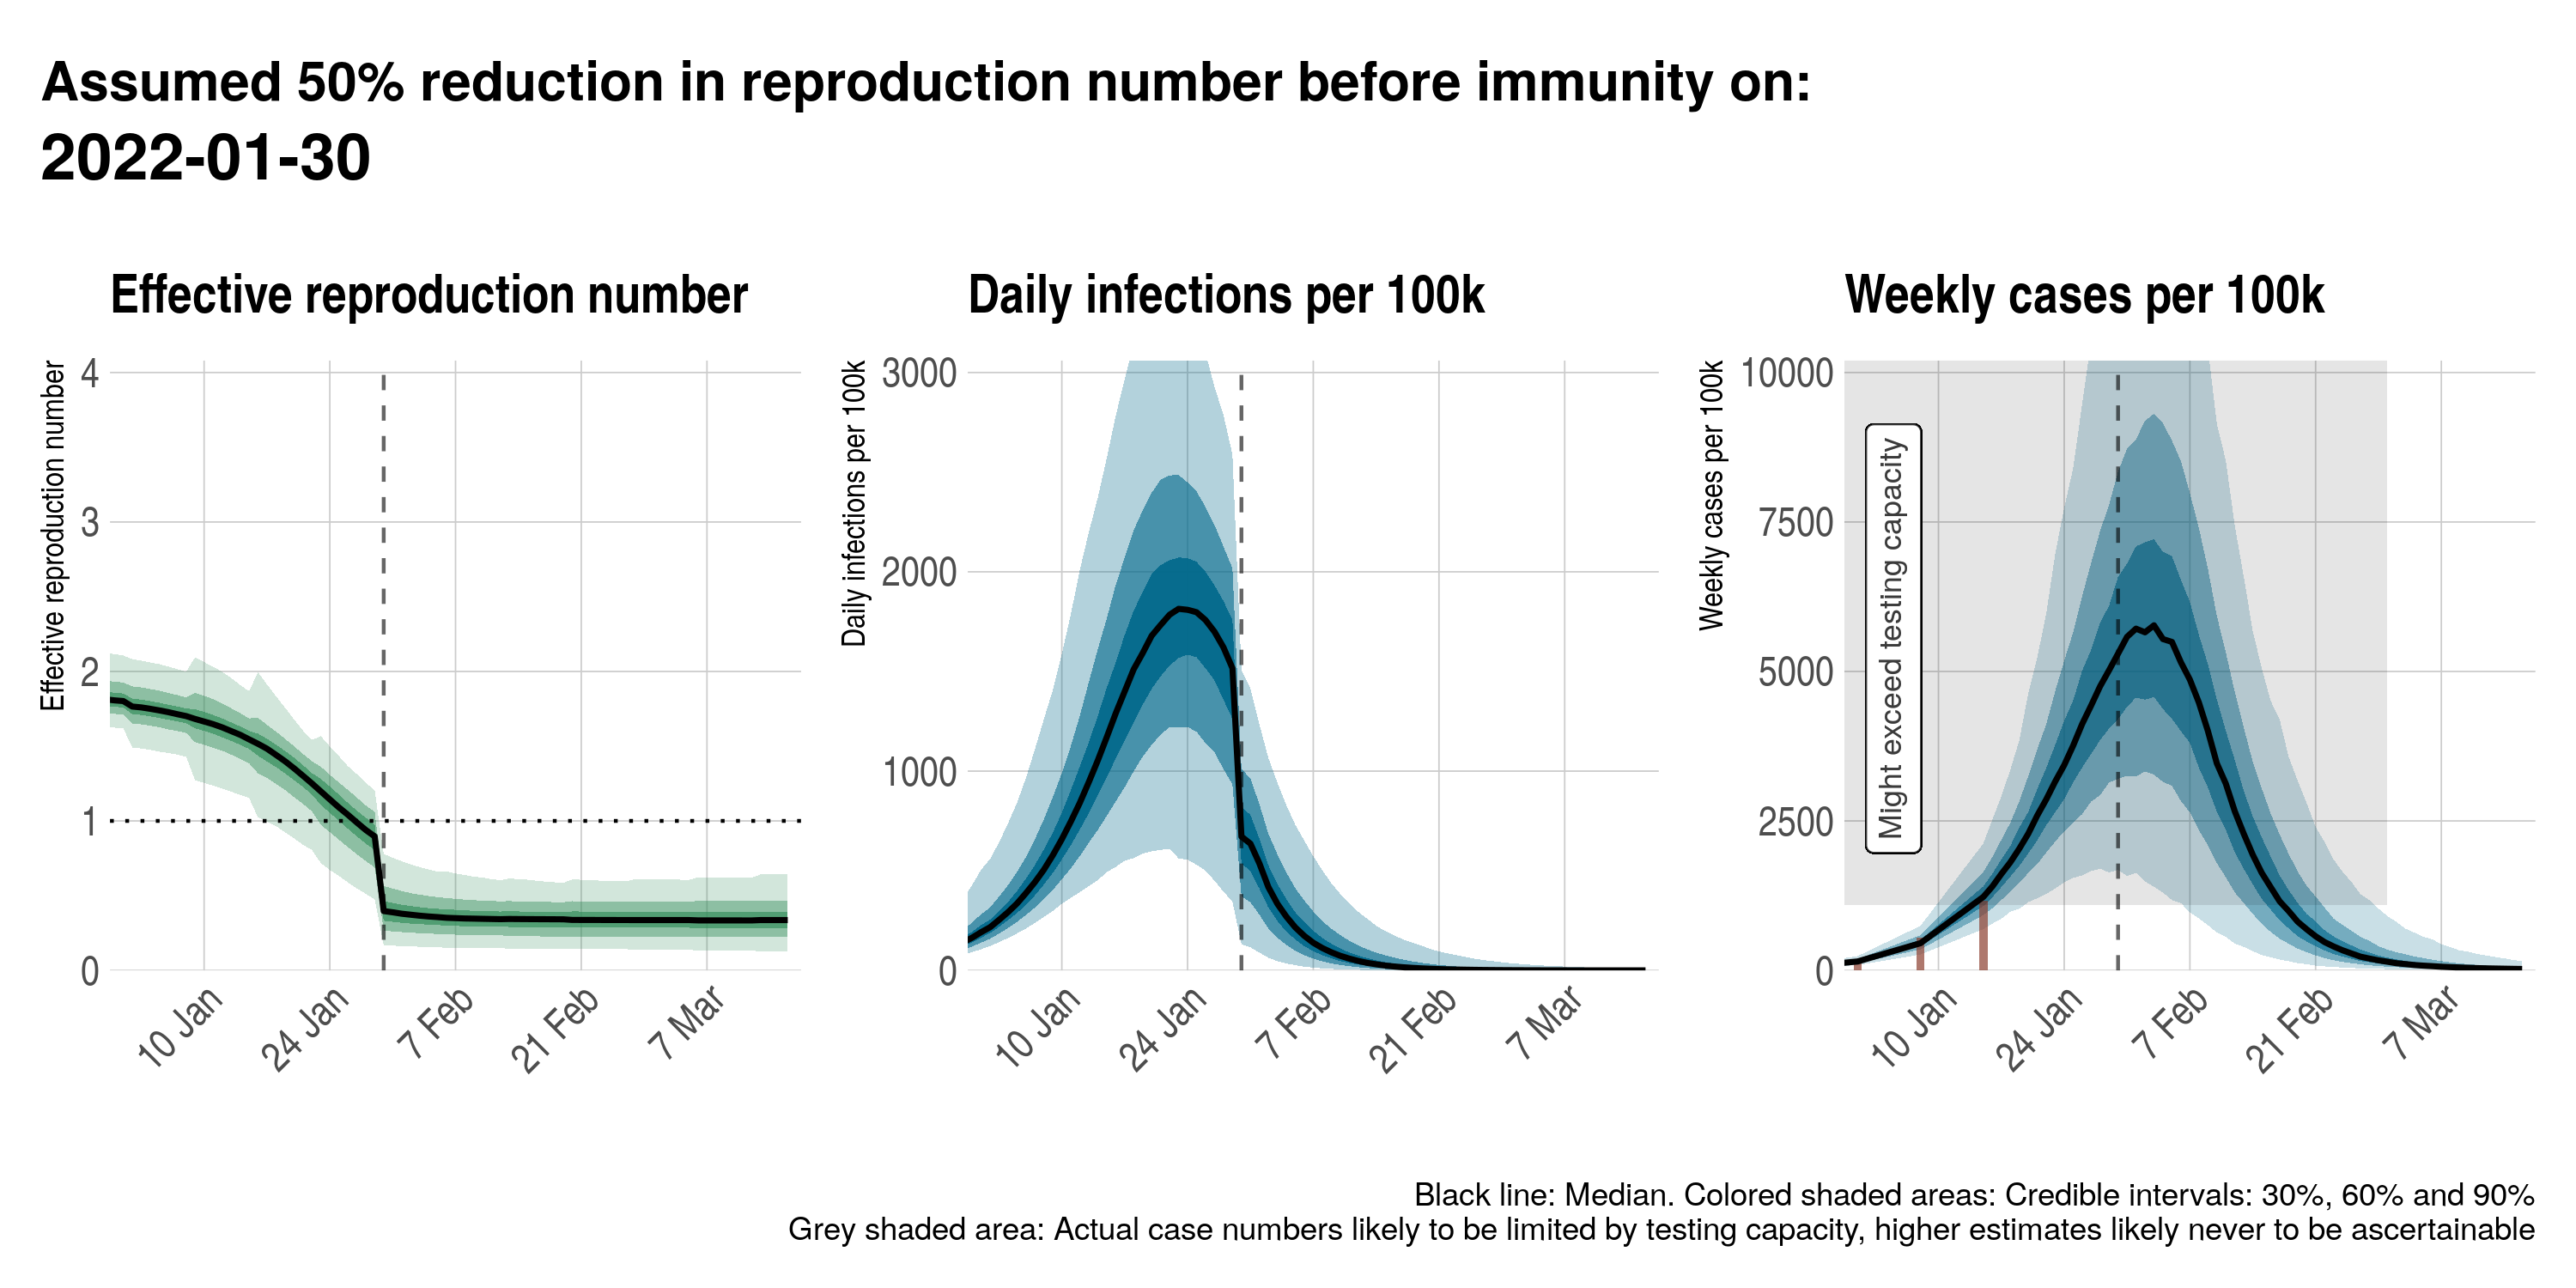 Assumed 50% reduction in reproduction number before immunity on:
2022-01-30
Effective reproduction number
Effective reproduction number
4
3
2
1
0
10 Jan
24 Jan
7 Feb
21 Feb
7 Mar
Daily infections per 100k
Daily infections per 100k
3000
2000
1000
0
10 Jan
24 Jan
7 Feb
21 Feb
7 Mar
Weekly cases per 100k
Weekly cases per 100k
10000
7500
5000
2500
0
Might exceed testing capacity
10 Jan
24 Jan
7 Feb
21 Feb
7 Mar
Black line: Median. Colored shaded areas: Credible intervals: 30%, 60% and 90%
Grey shaded area: Actual case numbers likely to be limited by testing capacity, higher estimates likely never to be ascertainable